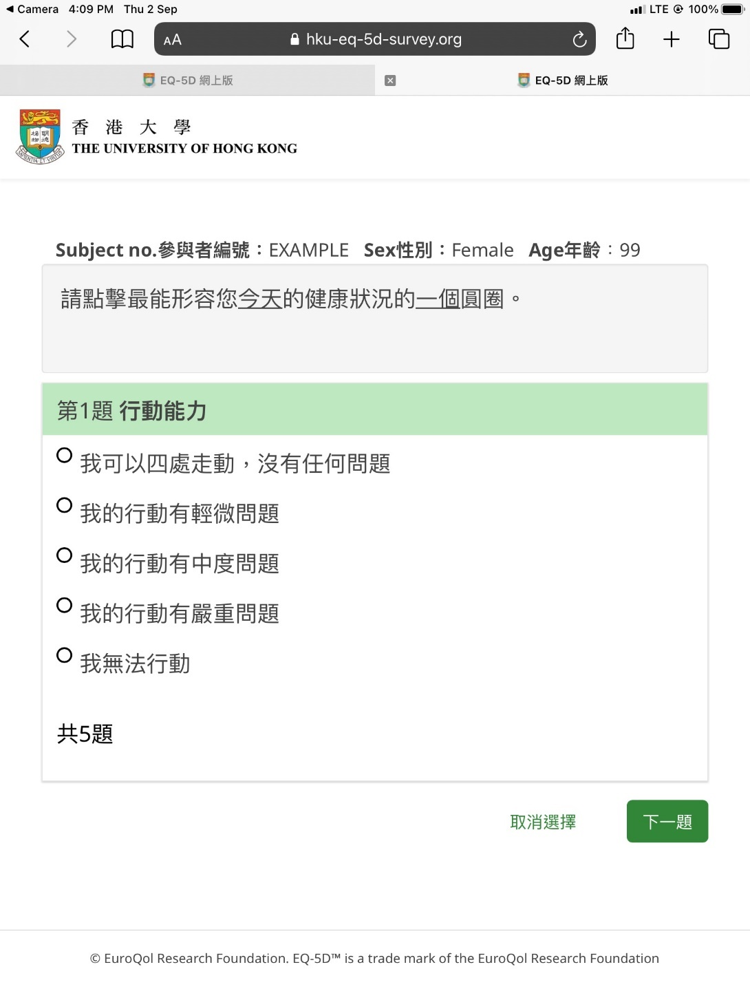 Camera 4:09 PM Thu 2 Sep LTE 100%
AA hku-eq-5d-survey.org
EQ-5D 網上版 EQ-5D 網上版
香港大學
THE UNIVERSITY OF HONG KONG
SAPIENTIA ET VIRTUS
Subject no.參與者編號：EXAMPLE Sex性別：Female Age年齡：99
請點擊最能形容您今天的健康狀況的一個圓圈。
第1題 行動能力
我可以四處走動，沒有任何問題
我的行動有輕微問題
我的行動有中度問題
我的行動有嚴重問題
我無法行動
共5題
取消選擇 下一題
© EuroQol Research Foundation. EQ-5D™ is a trade mark of the EuroQol Research Foundation